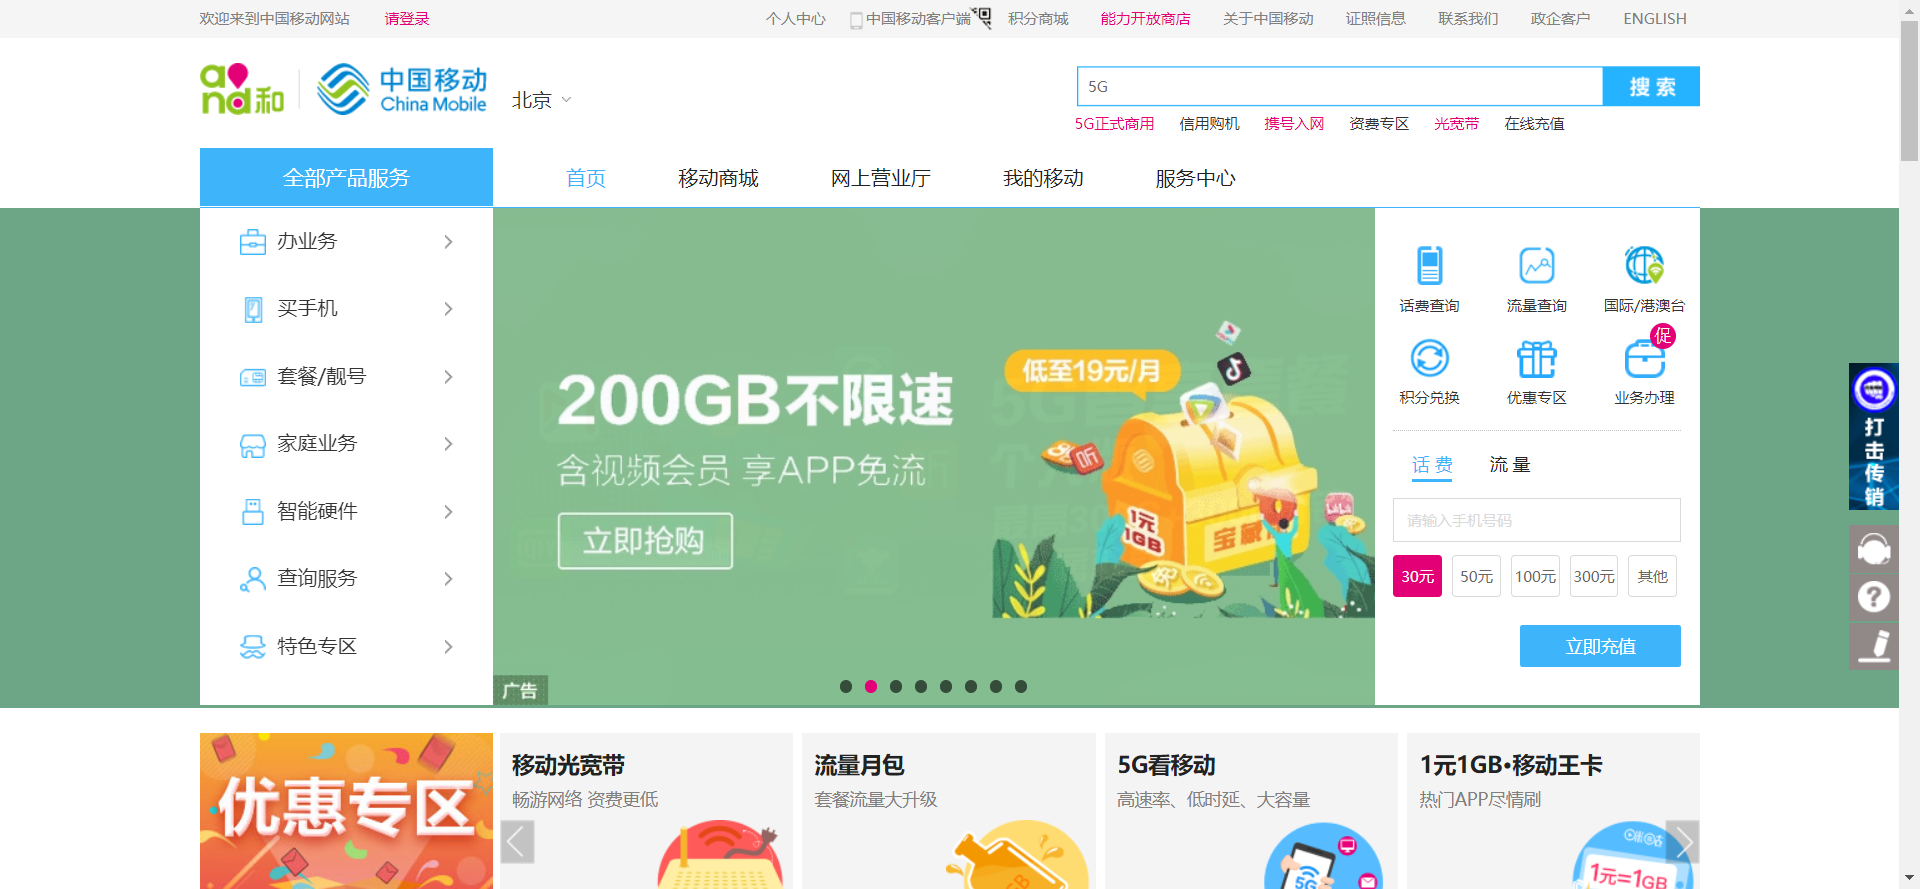 欢迎来到中国移动网站 请登录 个人中心 中国移动客户端 积分商城 能力开放商店 关于中国移动 证照信息 联系我们 政企客户 ENGLISH
and和 中国移动 China Mobile 北京 5G 搜索
5G正式商用 信用购机 携号入网 资费专区 光宽带 在线充值
全部产品服务 首页 移动商城 网上营业厅 我的移动 服务中心
办业务
买手机
套餐/靓号
家庭业务
智能硬件
查询服务
特色专区
低至19元/月
200GB不限速
含视频会员 享APP免流
立即抢购
1元
1GB
宝藏
广告
话费查询 流量查询 国际/港澳台
促
积分兑换 优惠专区 业务办理
话费 流量
请输入手机号码
30元 50元 100元 300元 其他
立即充值
打击传销
优惠专区
移动光宽带
畅游网络 资费更低
流量月包
套餐流量大升级
5G看移动
高速率、低时延、大容量
5G
1元1GB•移动王卡
热门APP尽情刷
1元=1GB